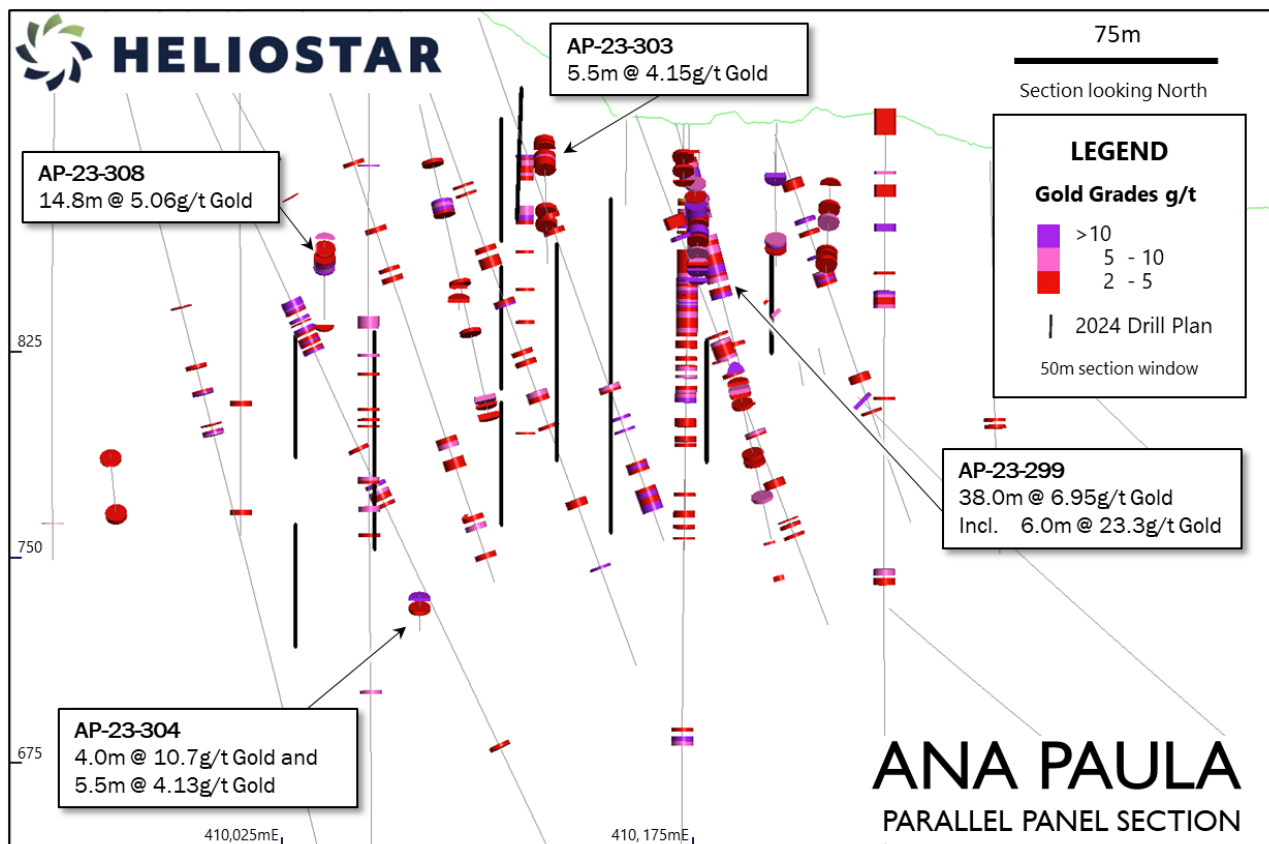 HELIOSTAR
AP-23-303
5.5m @ 4.15g/t Gold
75m
Section looking North
LEGEND
Gold Grades g/t
>10
5 - 10
2 - 5
2024 Drill Plan
50m section window
AP-23-308
14.8m @ 5.06g/t Gold
825
AP-23-299
38.0m @ 6.95g/t Gold
Incl. 6.0m @ 23.3g/t Gold
750
AP-23-304
4.0m @ 10.7g/t Gold and
5.5m @ 4.13g/t Gold
675
ANA PAULA
PARALLEL PANEL SECTION
410,025mE
410, 175mE